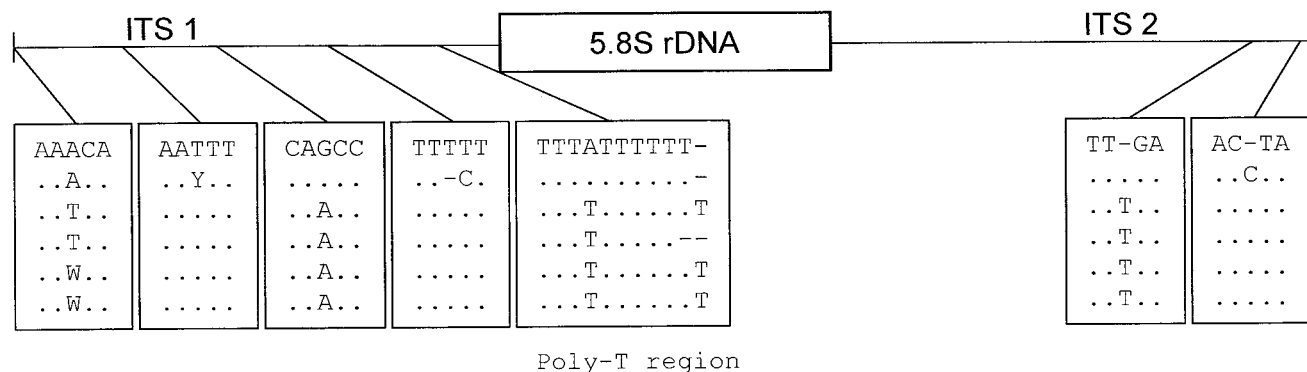 ITS 1 5.8S rDNA ITS 2
AAACA AATTT CAGCC TTTTT TTTATTTTTT- TT-GA AC-TA
..A.. ..Y.. ..... ..-C. ..........- ..... ..C..
..T.. ..... ..A.. ..... ...T......T ..T.. .....
..T.. ..... ..A.. ..... ...T.....-- ..T.. .....
..W.. ..... ..A.. ..... ...T......T ..T.. .....
..W.. ..... ..A.. ..... ...T......T ..T.. .....
Poly-T region